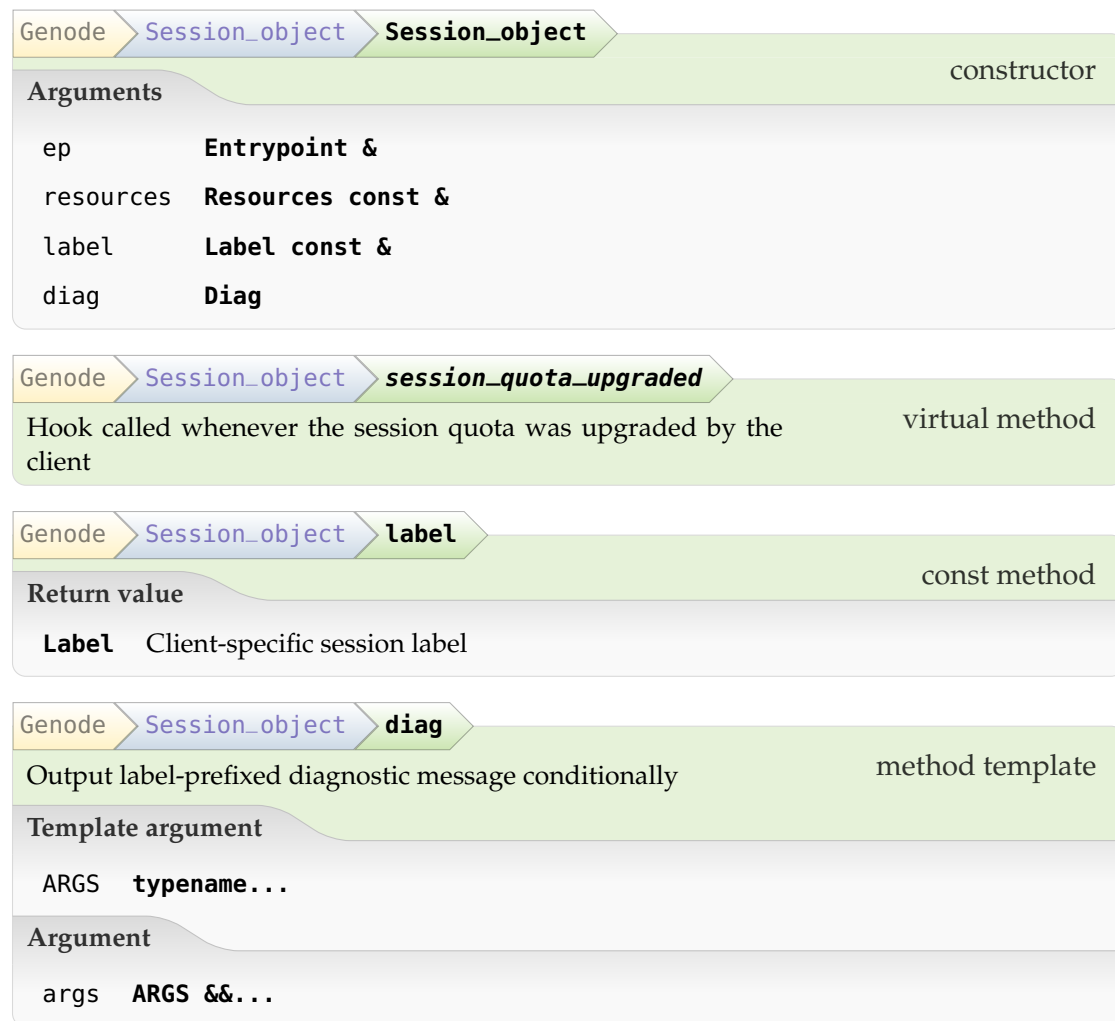 Genode Session_object Session_object
constructor
Arguments
ep Entrypoint &
resources Resources const &
label Label const &
diag Diag
Genode Session_object session_quota_upgraded
virtual method
Hook called whenever the session quota was upgraded by the
client
Genode Session_object label
const method
Return value
Label Client-specific session label
Genode Session_object diag
method template
Output label-prefixed diagnostic message conditionally
Template argument
ARGS typename...
Argument
args ARGS &&...